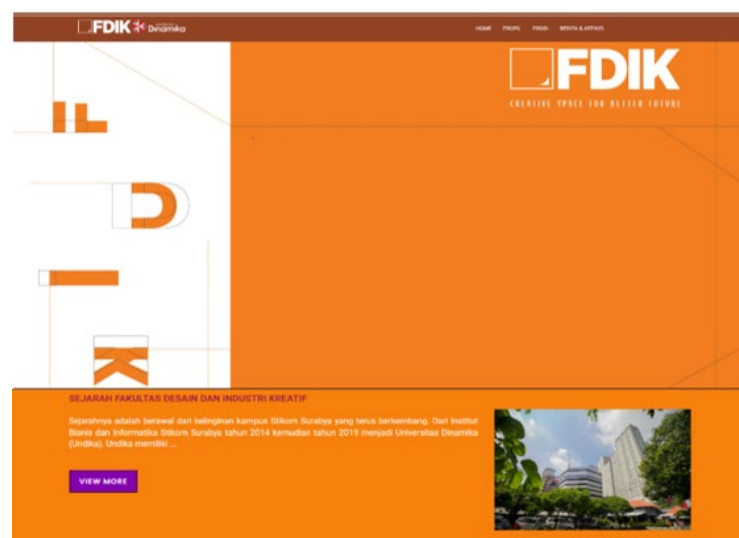 FDIK UNIVERSITAS Dinamika
HOME PROFIL PRODI BERITA & ARTIKEL
FDIK
CREATIVE SPACE FOR BETTER FUTURE
F
D
I
K
SEJARAH FAKULTAS DESAIN DAN INDUSTRI KREATIF
Sejarahnya adalah berawal dari keilinginan kampus Stikom Surabya yang terus berkembang. Dari Institut
Bisnis dan Informatika Stikom Surabya tahun 2014 kemudian tahun 2019 menjadi Universitas Dinamika
(Undika). Undika memiliki ...
VIEW MORE